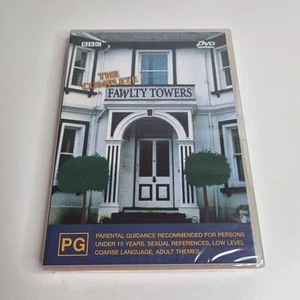 BBC
DVD
THE
COMPLETE
FAWLTY TOWERS
PG
PARENTAL GUIDANCE RECOMMENDED FOR PERSONS
UNDER 15 YEARS. SEXUAL REFERENCES, LOW LEVEL
COARSE LANGUAGE, ADULT THEMES